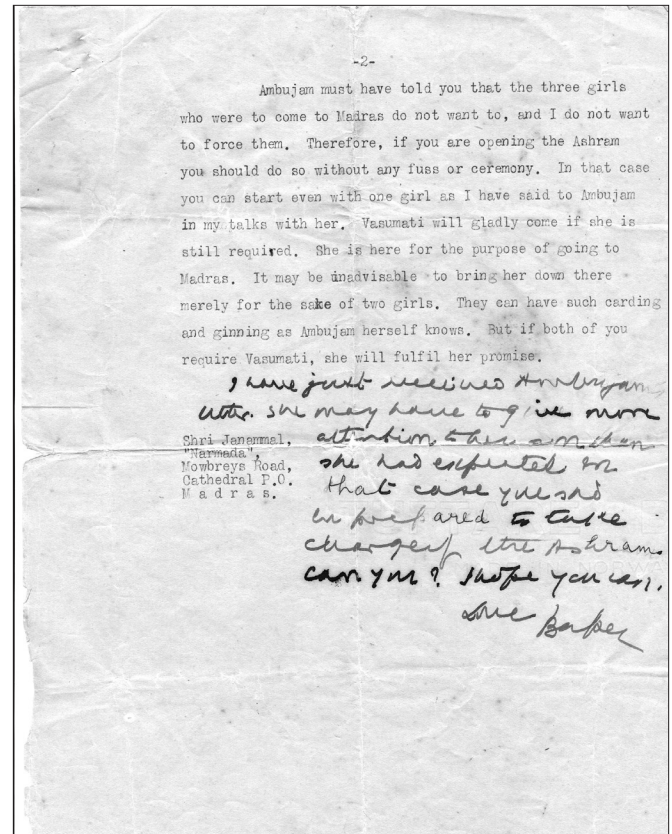 -2-
Ambujam must have told you that the three girls
who were to come to Madras do not want to, and I do not want
to force them. Therefore, if you are opening the Ashram
you should do so without any fuss or ceremony. In that case
you can start even with one girl as I have said to Ambujam
in my talks with her. Vasumati will gladly come if she is
still required. She is here for the purpose of going to
Madras. It may be inadvisable to bring her down there
merely for the sake of two girls. They can have such carding
and ginning as Ambujam herself knows. But if both of you
require Vasumati, she will fulfil her promise.
I have just received Ambujam
letter. she may have to give more
attention to her son than
she had expected in
that case you said
be prepared to take
charge of the Ashram.
can you? I hope you can.
Love Bapu
Shri Janammal,
"Narmada",
Mowbreys Road,
Cathedral P.O.
M a d r a s.